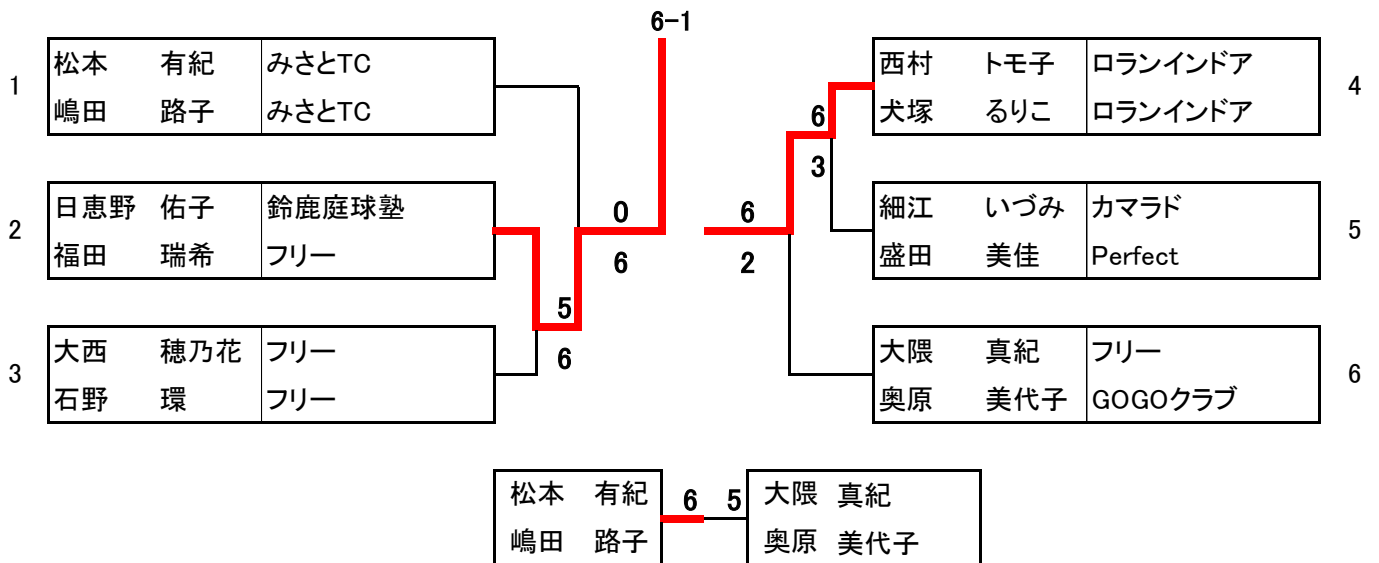 6-1
1
松本 有紀 みさとTC
嶋田 路子 みさとTC
2
日恵野 佑子 鈴鹿庭球塾
福田 瑞希 フリー
3
大西 穂乃花 フリー
石野 環 フリー
0
6
5
6
西村 トモ子 ロランインドア
犬塚 るりこ ロランインドア
4
細江 いづみ カマラド
盛田 美佳 Perfect
5
大隈 真紀 フリー
奥原 美代子 GOGOクラブ
6
6
3
6
2
松本 有紀
嶋田 路子
6 5
大隈 真紀
奥原 美代子